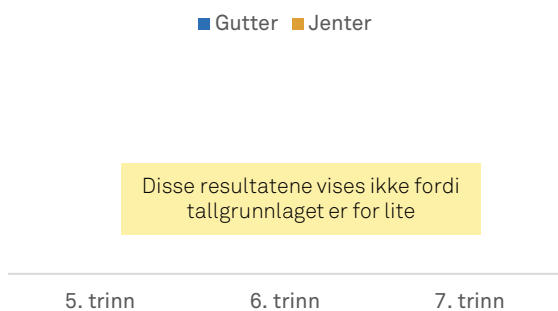 Gutter Jenter
Disse resultatene vises ikke fordi
tallgrunnlaget er for lite
5. trinn 6. trinn 7. trinn